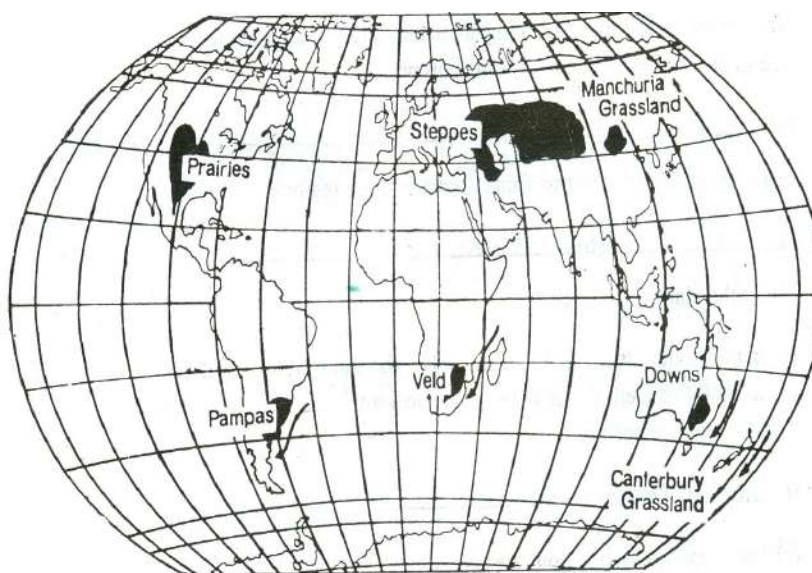 Manchuria
Grassland
Steppes
Prairies
Veld
Downs
Pampas
Canterbury
Grassland